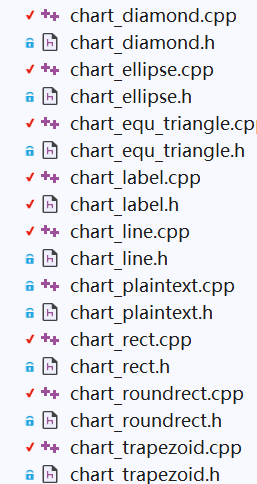 chart_diamond.cpp
chart_diamond.h
chart_ellipse.cpp
chart_ellipse.h
chart_equ_triangle.cp
chart_equ_triangle.h
chart_label.cpp
chart_label.h
chart_line.cpp
chart_line.h
chart_plaintext.cpp
chart_plaintext.h
chart_rect.cpp
chart_rect.h
chart_roundrect.cpp
chart_roundrect.h
chart_trapezoid.cpp
chart_trapezoid.h